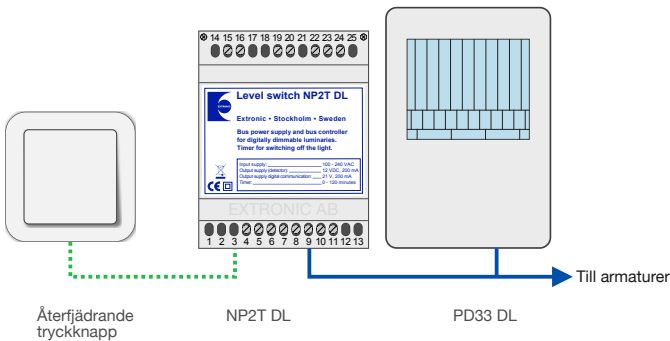 14 15 16 17 18 19 20 21 22 23 24 25
EXTRONIC
Level switch NP2T DL
Extronic • Stockholm • Sweden
Bus power supply and bus controller
for digitally dimmable luminaries.
Timer for switching off the light.
Input supply: 100 - 240 VAC
Output supply (detector): 12 VDC, 200 mA
Output supply digital communication: 21 V, 200 mA
Timer: 0 - 120 minutes
CE
EXTRONIC AB
1 2 3 4 5 6 7 8 9 10 11 12 13
Till armaturer
Återfjädrande
tryckknapp
NP2T DL
PD33 DL